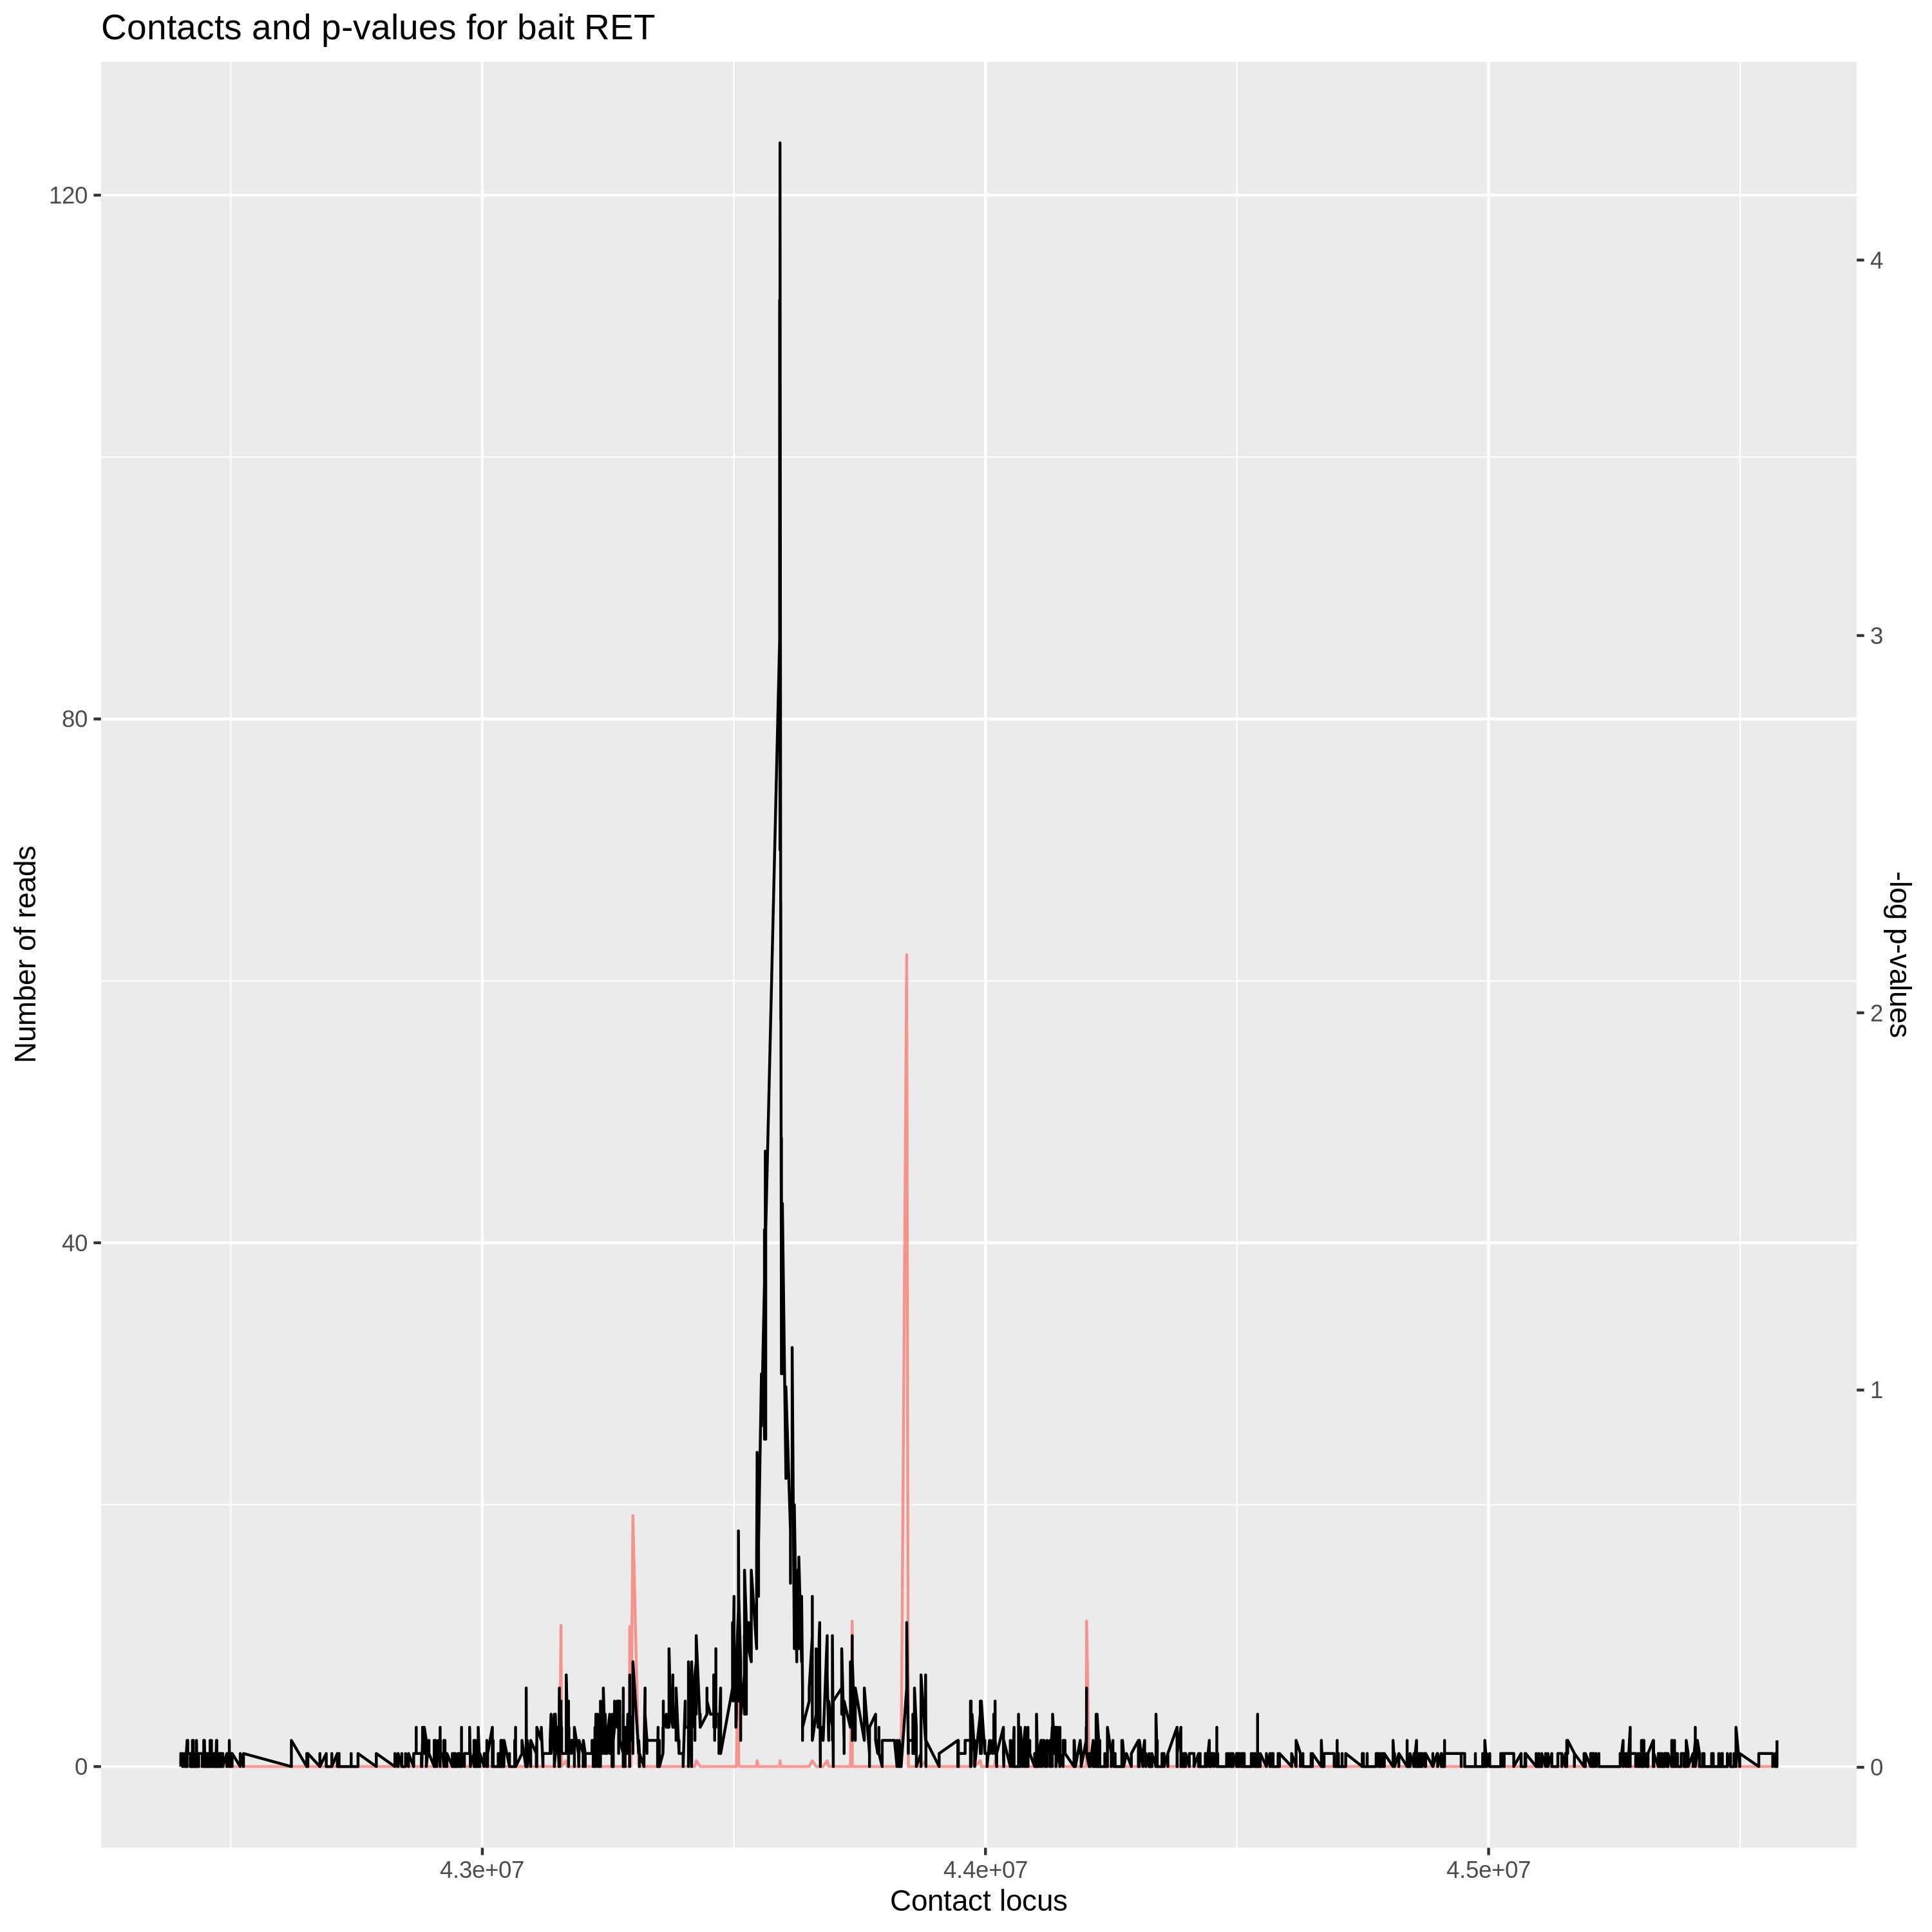 Contacts and p-values for bait RET
120
80
40
0
Number of reads
4
3
2
1
0
-log p-values
4.3e+07
4.4e+07
4.5e+07
Contact locus